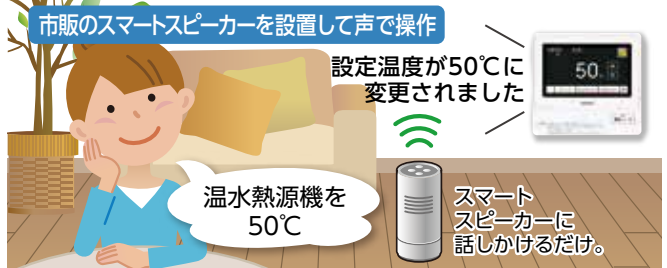 市販のスマートスピーカーを設置して声で操作
設定温度が50℃に
変更されました
50
温水熱源機を
50℃
スマート
スピーカーに
話しかけるだけ。